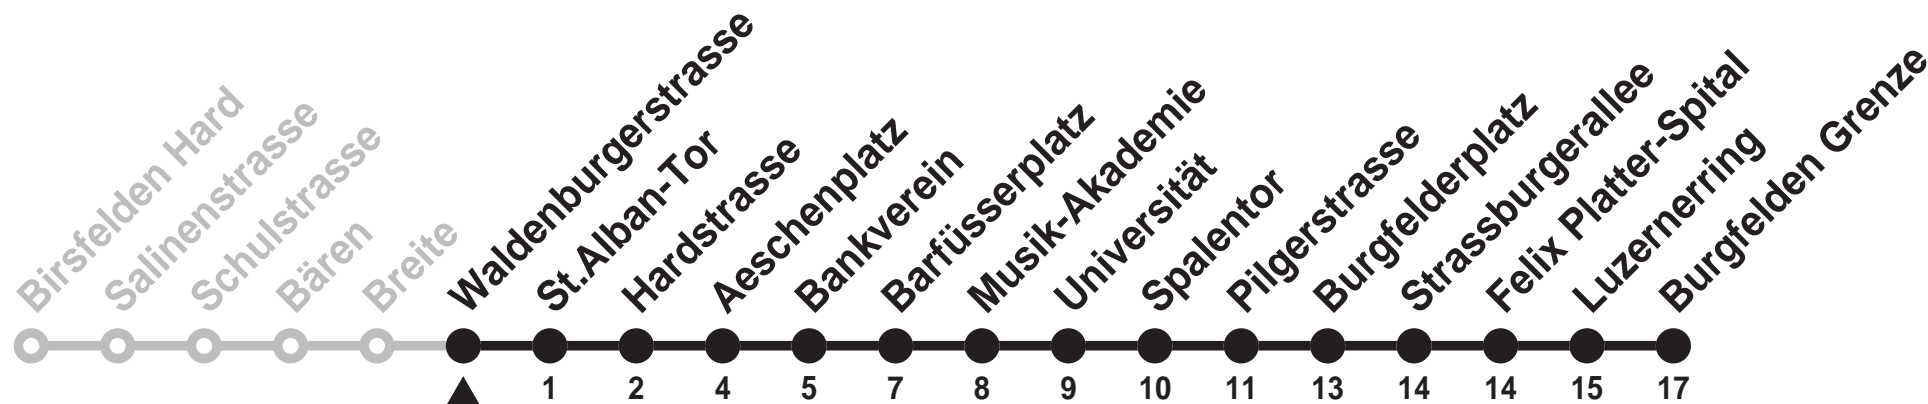 Birsfelden Hard
Salinenstrasse
Schulstrasse
Bären
Breite
Waldenburgerstrasse
St.Alban-Tor
Hardstrasse
Aeschenplatz
Bankverein
Barfüsserplatz
Musik-Akademie
Universität
Spalentor
Pilgerstrasse
Burgfelderplatz
Strassburgerallee
Felix Platter-Spital
Luzernerring
Burgfelden Grenze
1 2 4 5 7 8 9 10 11 13 14 14 15 17